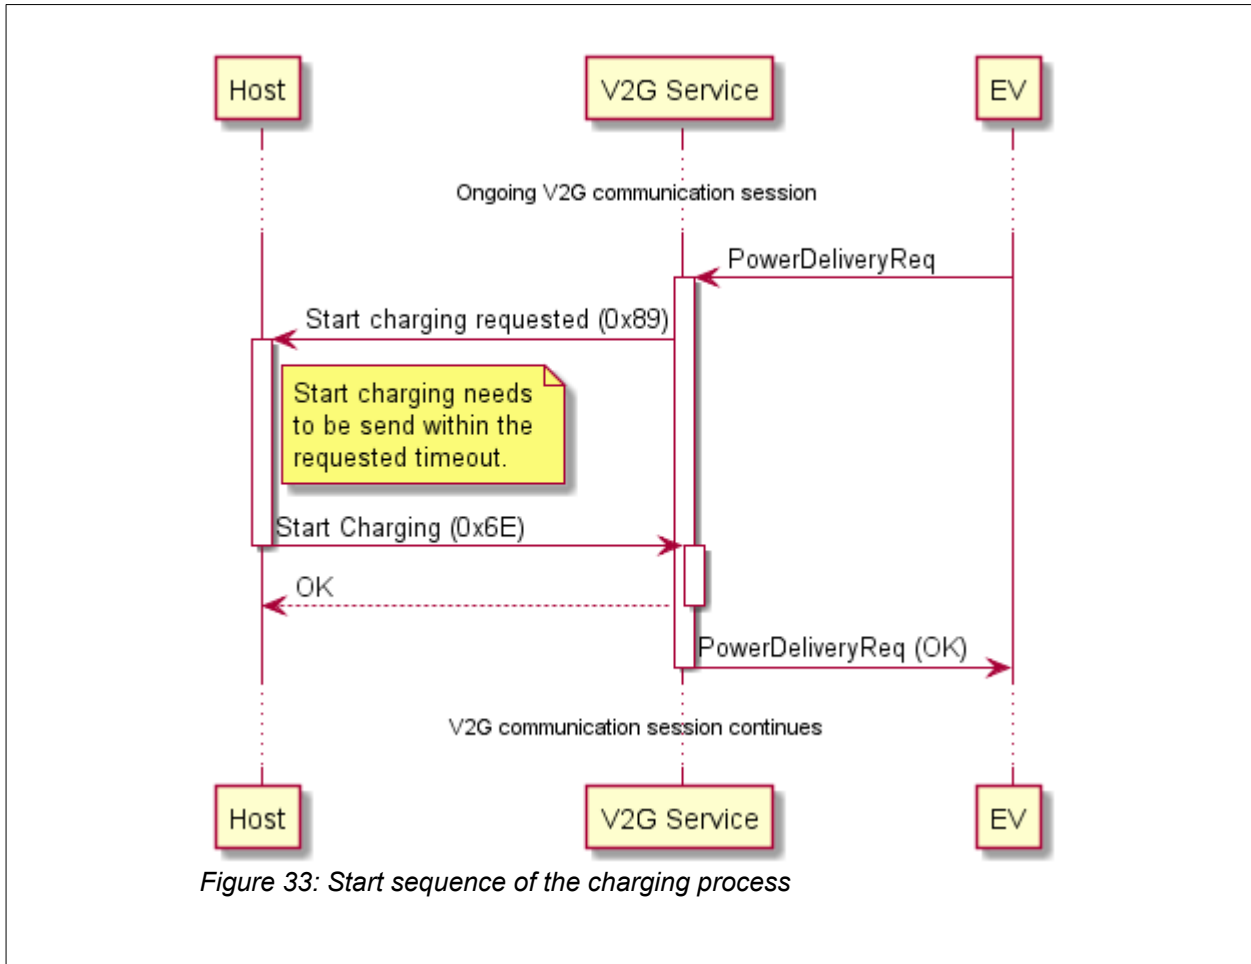 Host V2G Service EV
Ongoing V2G communication session
PowerDeliveryReq
Start charging requested (0x89)
Start charging needs
to be send within the
requested timeout.
Start Charging (0x6E)
OK
PowerDeliveryReq (OK)
V2G communication session continues
Host V2G Service EV
Figure 33: Start sequence of the charging process